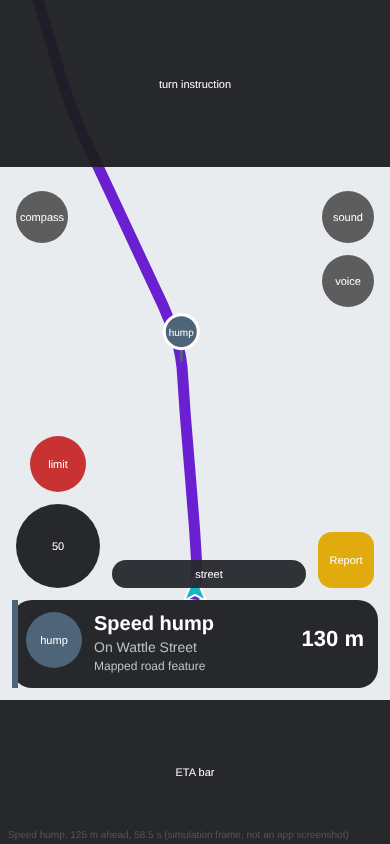 turn instruction
compass
sound
voice
hump
limit
50
Report
street
hump
Speed hump
On Wattle Street
Mapped road feature
130 m
ETA bar
Speed hump, 125 m ahead, 58.5 s (simulation frame, not an app screenshot)